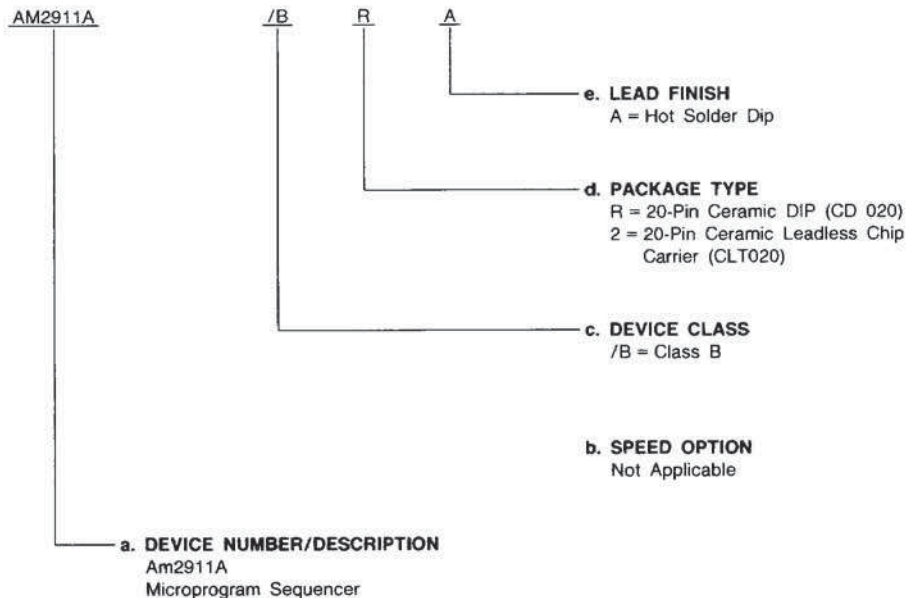 AM2911A /B R A
e. LEAD FINISH
A = Hot Solder Dip
d. PACKAGE TYPE
R = 20-Pin Ceramic DIP (CD 020)
2 = 20-Pin Ceramic Leadless Chip
Carrier (CLT020)
c. DEVICE CLASS
/B = Class B
b. SPEED OPTION
Not Applicable
a. DEVICE NUMBER/DESCRIPTION
Am2911A
Microprogram Sequencer